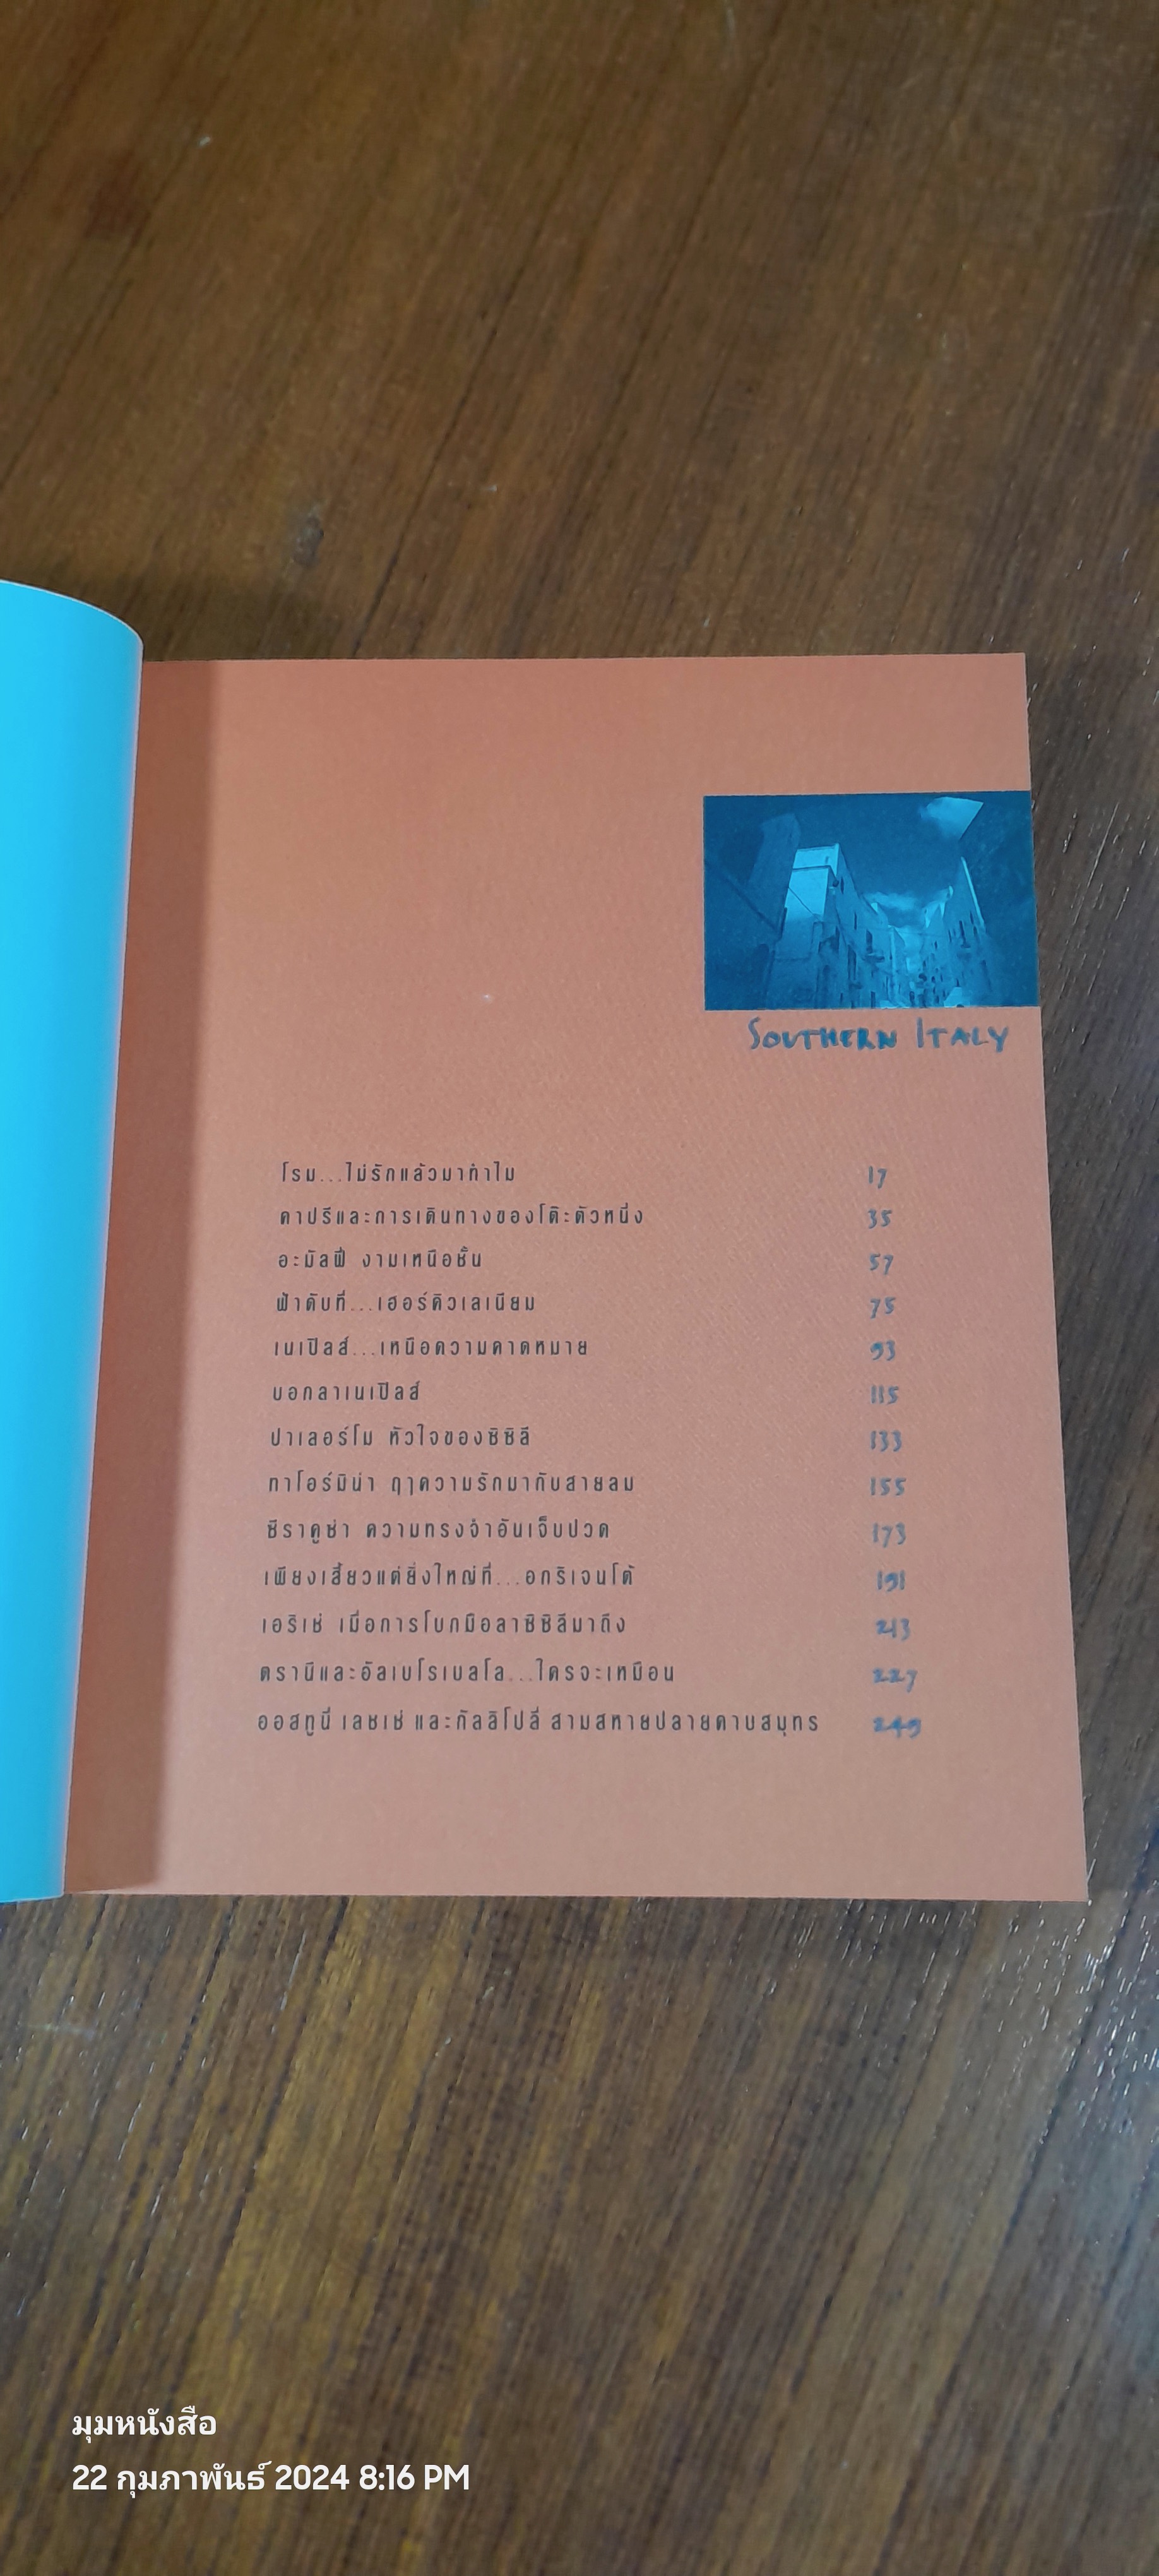 SOUTHERN ITALY
โรม...ไม่รักแล้วมาทำไม 17
คาปรีและการเดินทางของโต๊ะตัวหนึ่ง 35
อะมัลฟี งามเหนือชั้น 57
ฟ้าดับที่...เฮอร์คิวเลเนียม 75
เนเปิลส์...เหนือความคาดหมาย 93
บอกลาเนเปิลส์ 115
ปาเลอร์โม หัวใจของซิซิลี 133
ทาโอร์มิน่า ฤๅความรักมากับสายลม 155
ซีราคูซ่า ความทรงจำอันเจ็บปวด 173
เพียงเสี้ยวแต่ยิ่งใหญ่ที่...อกริเจนโต้ 191
เอริเช่ เมื่อการโบกมือลาซิซิลีมาถึง 213
ตรานีและอัลเบโรเบลโล...ใครจะเหมือน 227
ออสทูนี่ เลชเช่ และกัลลิโปลี สามสหายปลายคาบสมุทร 249
มุมหนังสือ
22 กุมภาพันธ์ 2024 8:16 PM